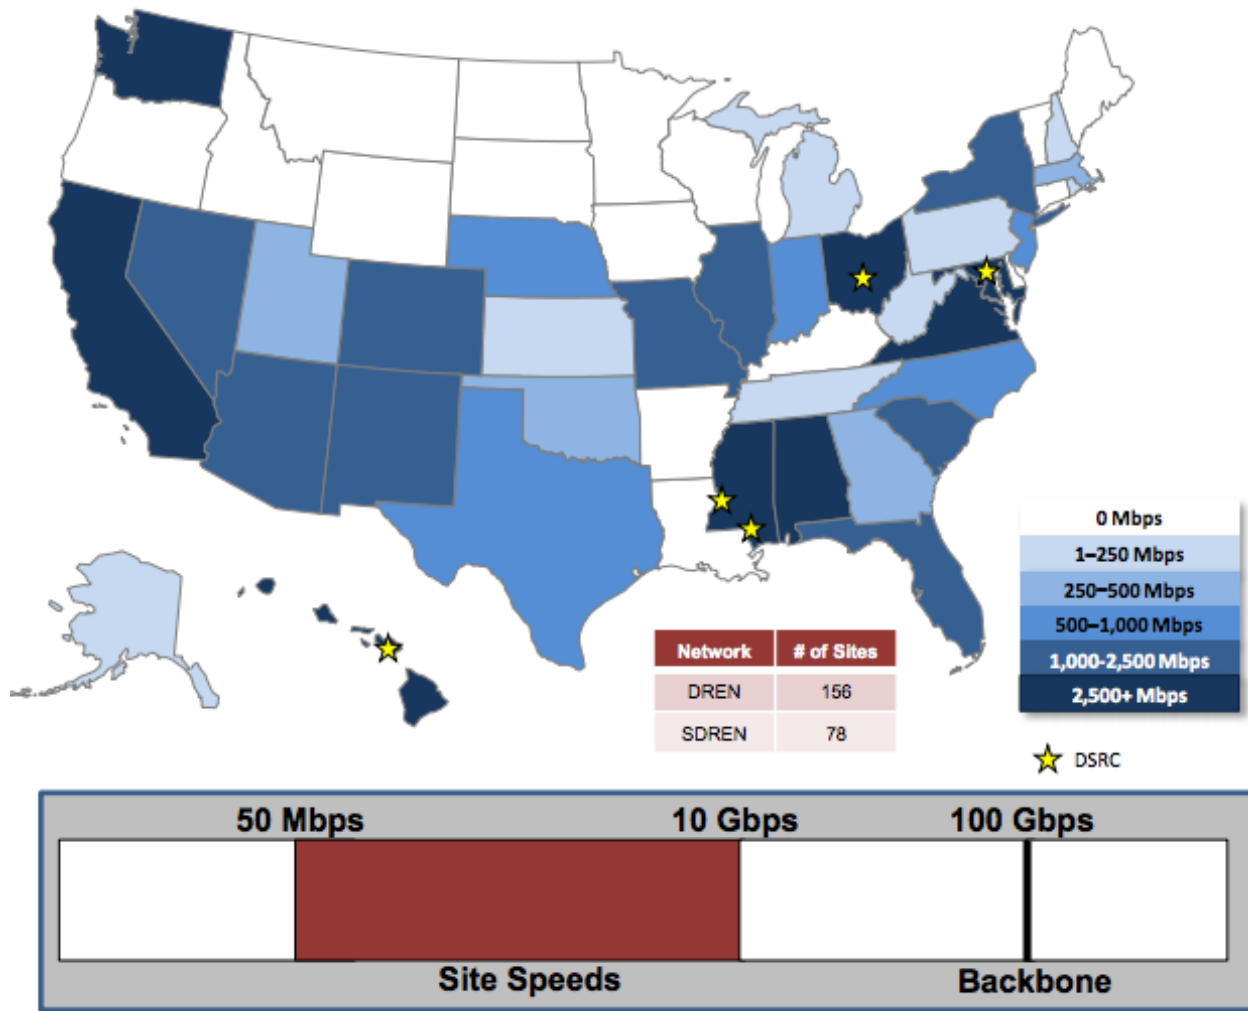 0 Mbps
1–250 Mbps
250–500 Mbps
500–1,000 Mbps
1,000-2,500 Mbps
2,500+ Mbps
Network # of Sites
DREN 156
SDREN 78
DSRC
50 Mbps 10 Gbps 100 Gbps
Site Speeds Backbone